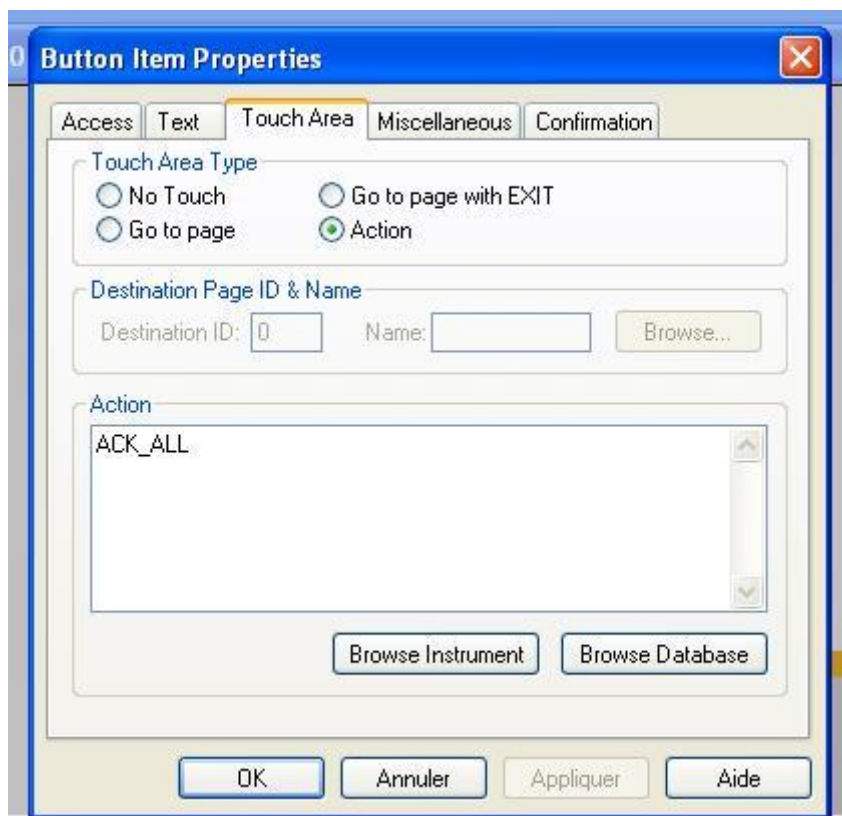 0
Button Item Properties
Access Text Touch Area Miscellaneous Confirmation
Touch Area Type
No Touch Go to page with EXIT
Go to page Action
Destination Page ID & Name
Destination ID: 0 Name: Browse...
Action
ACK_ALL
Browse Instrument Browse Database
OK Annuler Appliquer Aide